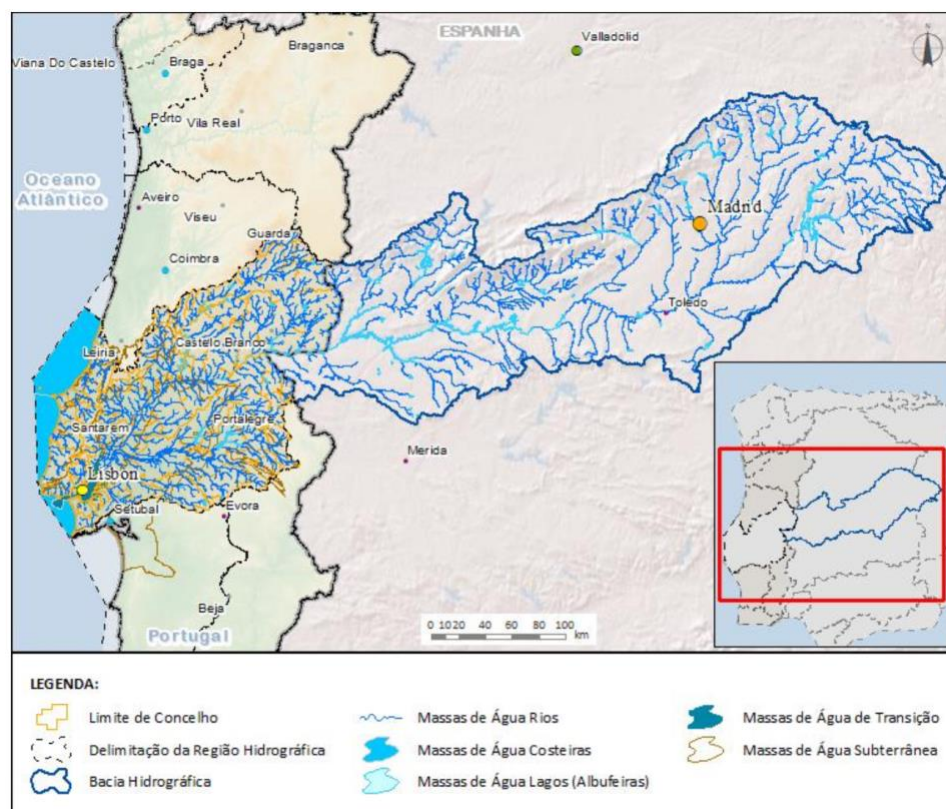 ESPANHA
Valladolid
Braganca
N
Viana Do Castelo
Braga
Porto
Vila Real
Oceano
Atlântico
Aveiro
Viseu
Madrid
Guarda
Coimbra
Toledo
Castelo Branco
Leiria
Portalegre
Santarem
Merida
Lisbon
Setubal
Evora
Beja
0 10 20 40 60 80 100
km
Portugal
LEGENDA:
Limite de Concelho
Massas de Água Rios
Massas de Água de Transição
Delimitação da Região Hidrográfica
Massas de Água Costeiras
Massas de Água Subterrânea
Bacia Hidrográfica
Massas de Água Lagos (Albufeiras)